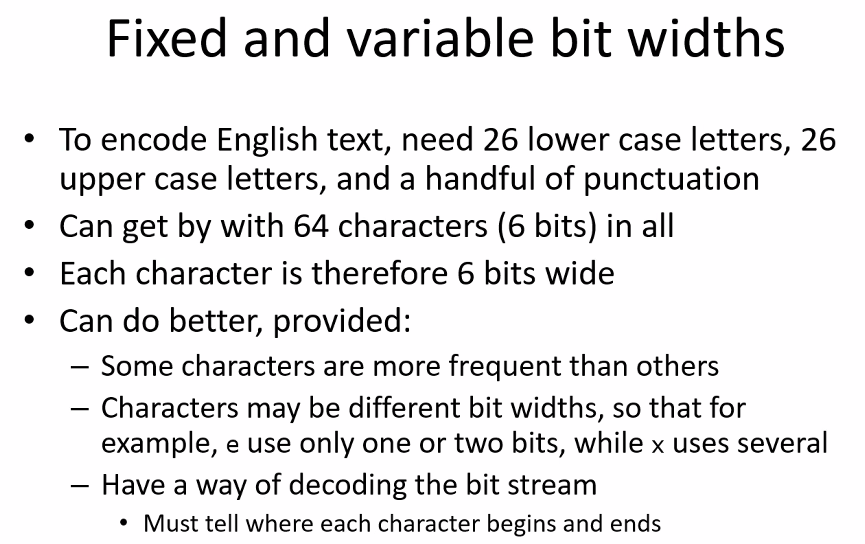 Fixed and variable bit widths
• To encode English text, need 26 lower case letters, 26
upper case letters, and a handful of punctuation
• Can get by with 64 characters (6 bits) in all
• Each character is therefore 6 bits wide
• Can do better, provided:
– Some characters are more frequent than others
– Characters may be different bit widths, so that for
example, e use only one or two bits, while x uses several
– Have a way of decoding the bit stream
• Must tell where each character begins and ends